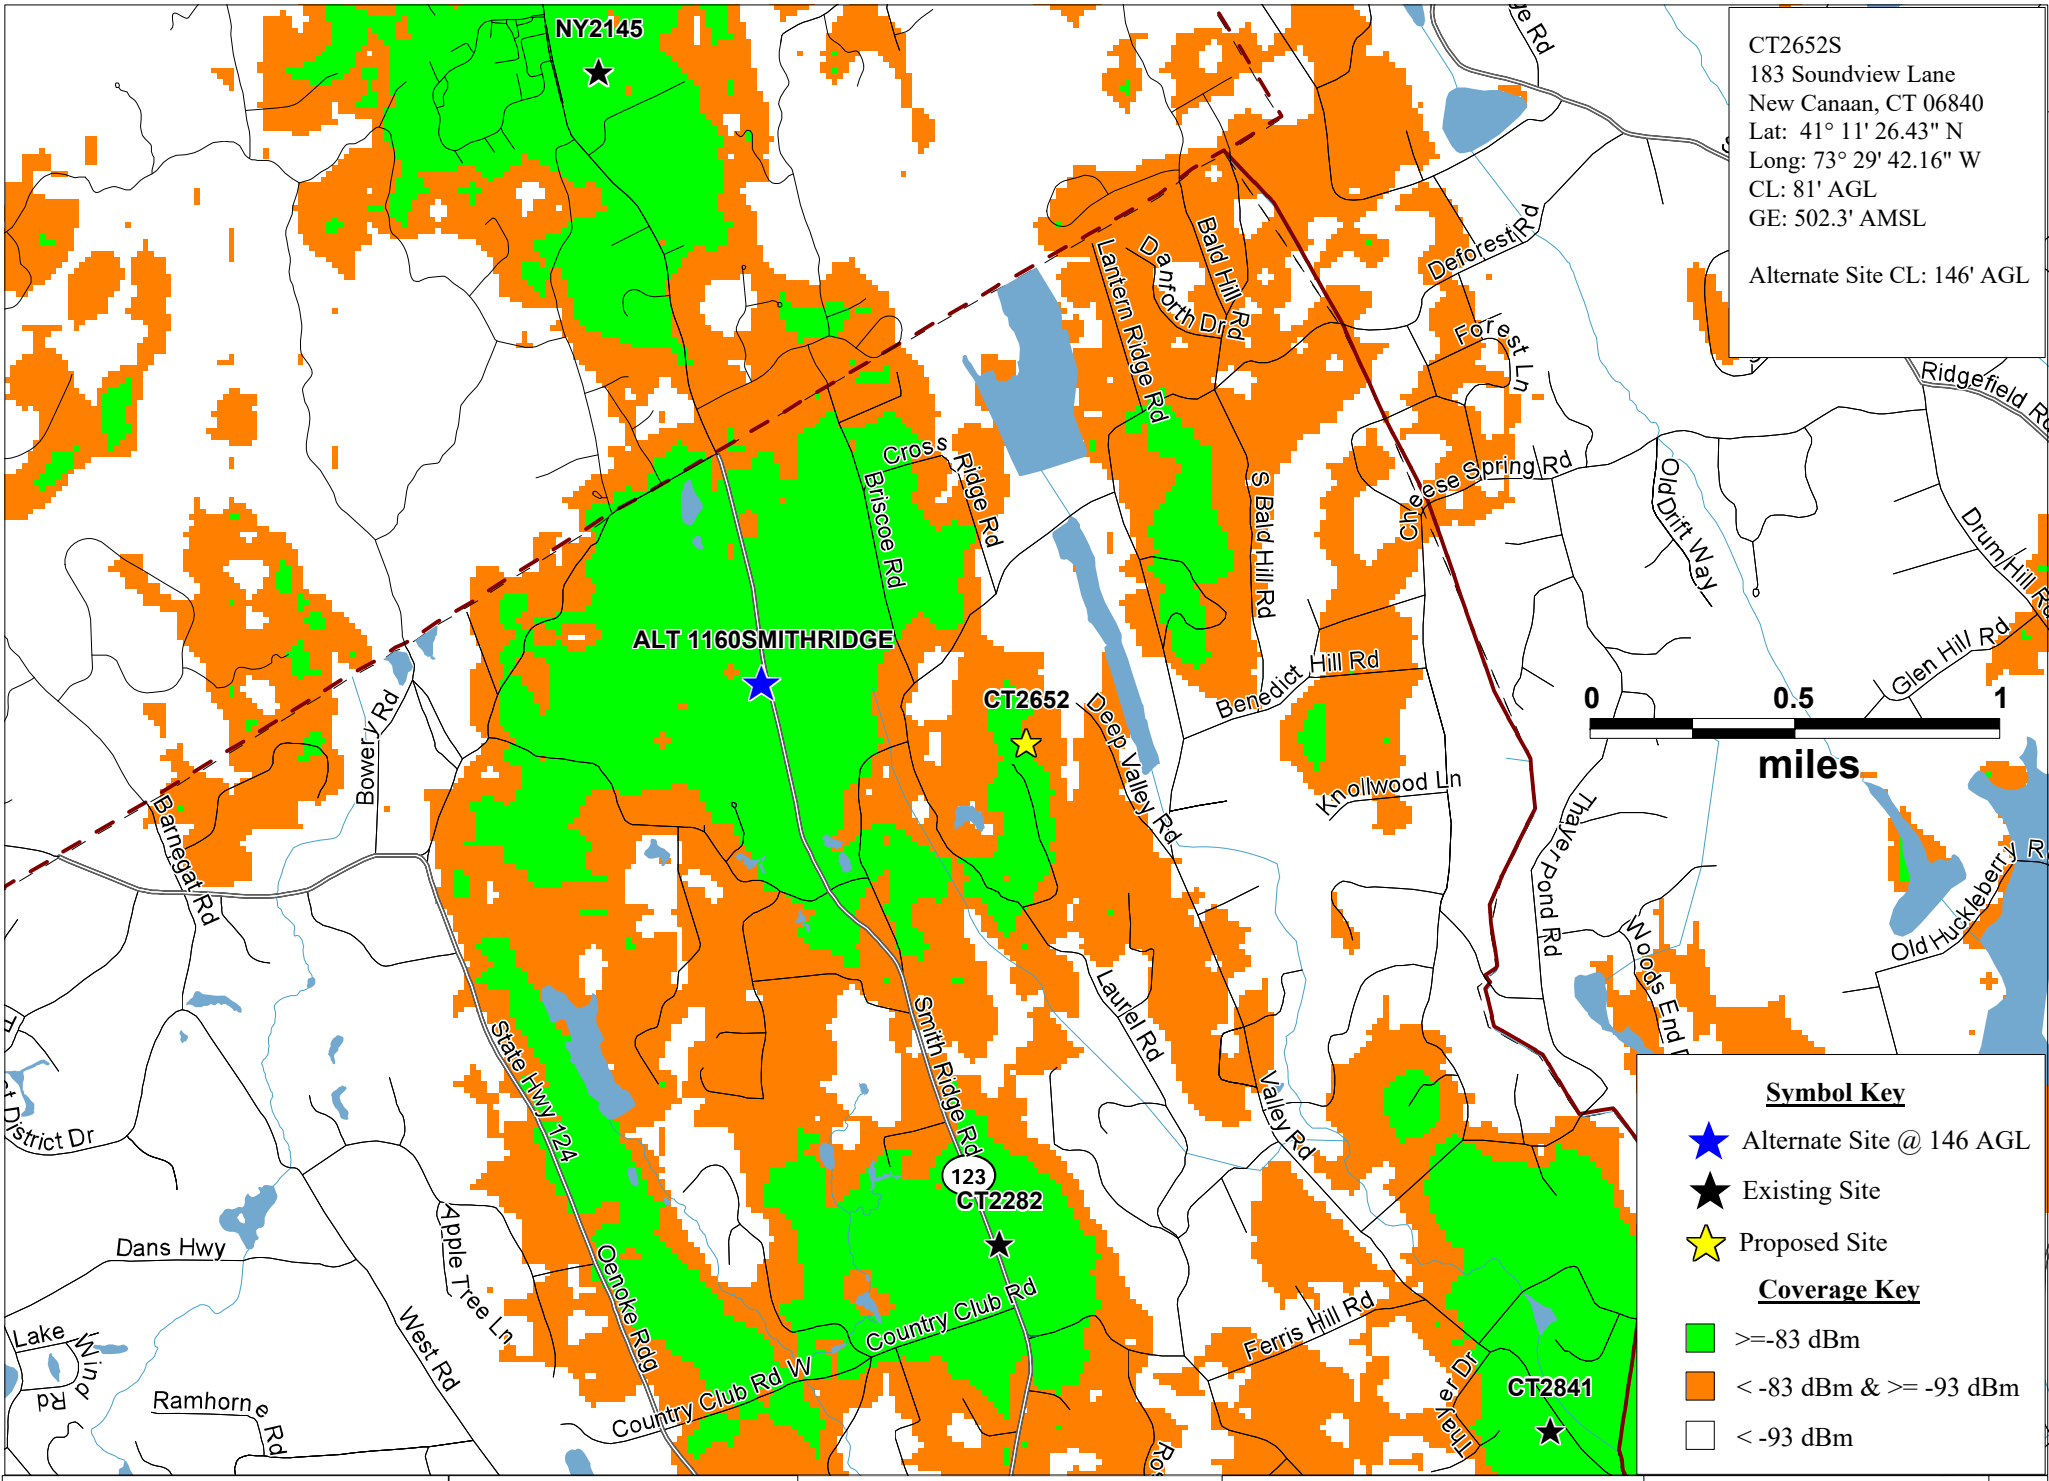 NY2145
CT2652S
183 Soundview Lane
New Canaan, CT 06840
Lat: 41° 11' 26.43" N
Long: 73° 29' 42.16" W
CL: 81' AGL
GE: 502.3' AMSL
Alternate Site CL: 146' AGL
Deforest Rd
Bald Hill Rd
Danforth Dr
Lantern Ridge Rd
Forest Ln
Ridgefield Rd
Cross Ridge Rd
Briscoe Rd
S Bald Hill Rd
Cheese Spring Rd
Old Drift Way
Drum Hill Rd
Glen Hill Rd
ALT 1160SMITHRIDGE
CT2652
Benedict Hill Rd
Deep Valley Rd
0 0.5 1
miles
Bowery Rd
Barnegat Rd
Knollwood Ln
Thayer Pond Rd
Old Huckleberry R
Woods End
Laurel Rd
Smith Ridge Rd
State Hwy 124
Valley Rd
District Dr
123
CT2282
Dans Hwy
Apple Tree Ln
Oenoke Rdg
Country Club Rd
Country Club Rd W
West Rd
Ferris Hill Rd
Thayer Dr
CT2841
Lake Wind Rd
Ramhorne Rd
Symbol Key
Alternate Site @ 146 AGL
Existing Site
Proposed Site
Coverage Key
>=-83 dBm
< -83 dBm & >= -93 dBm
< -93 dBm